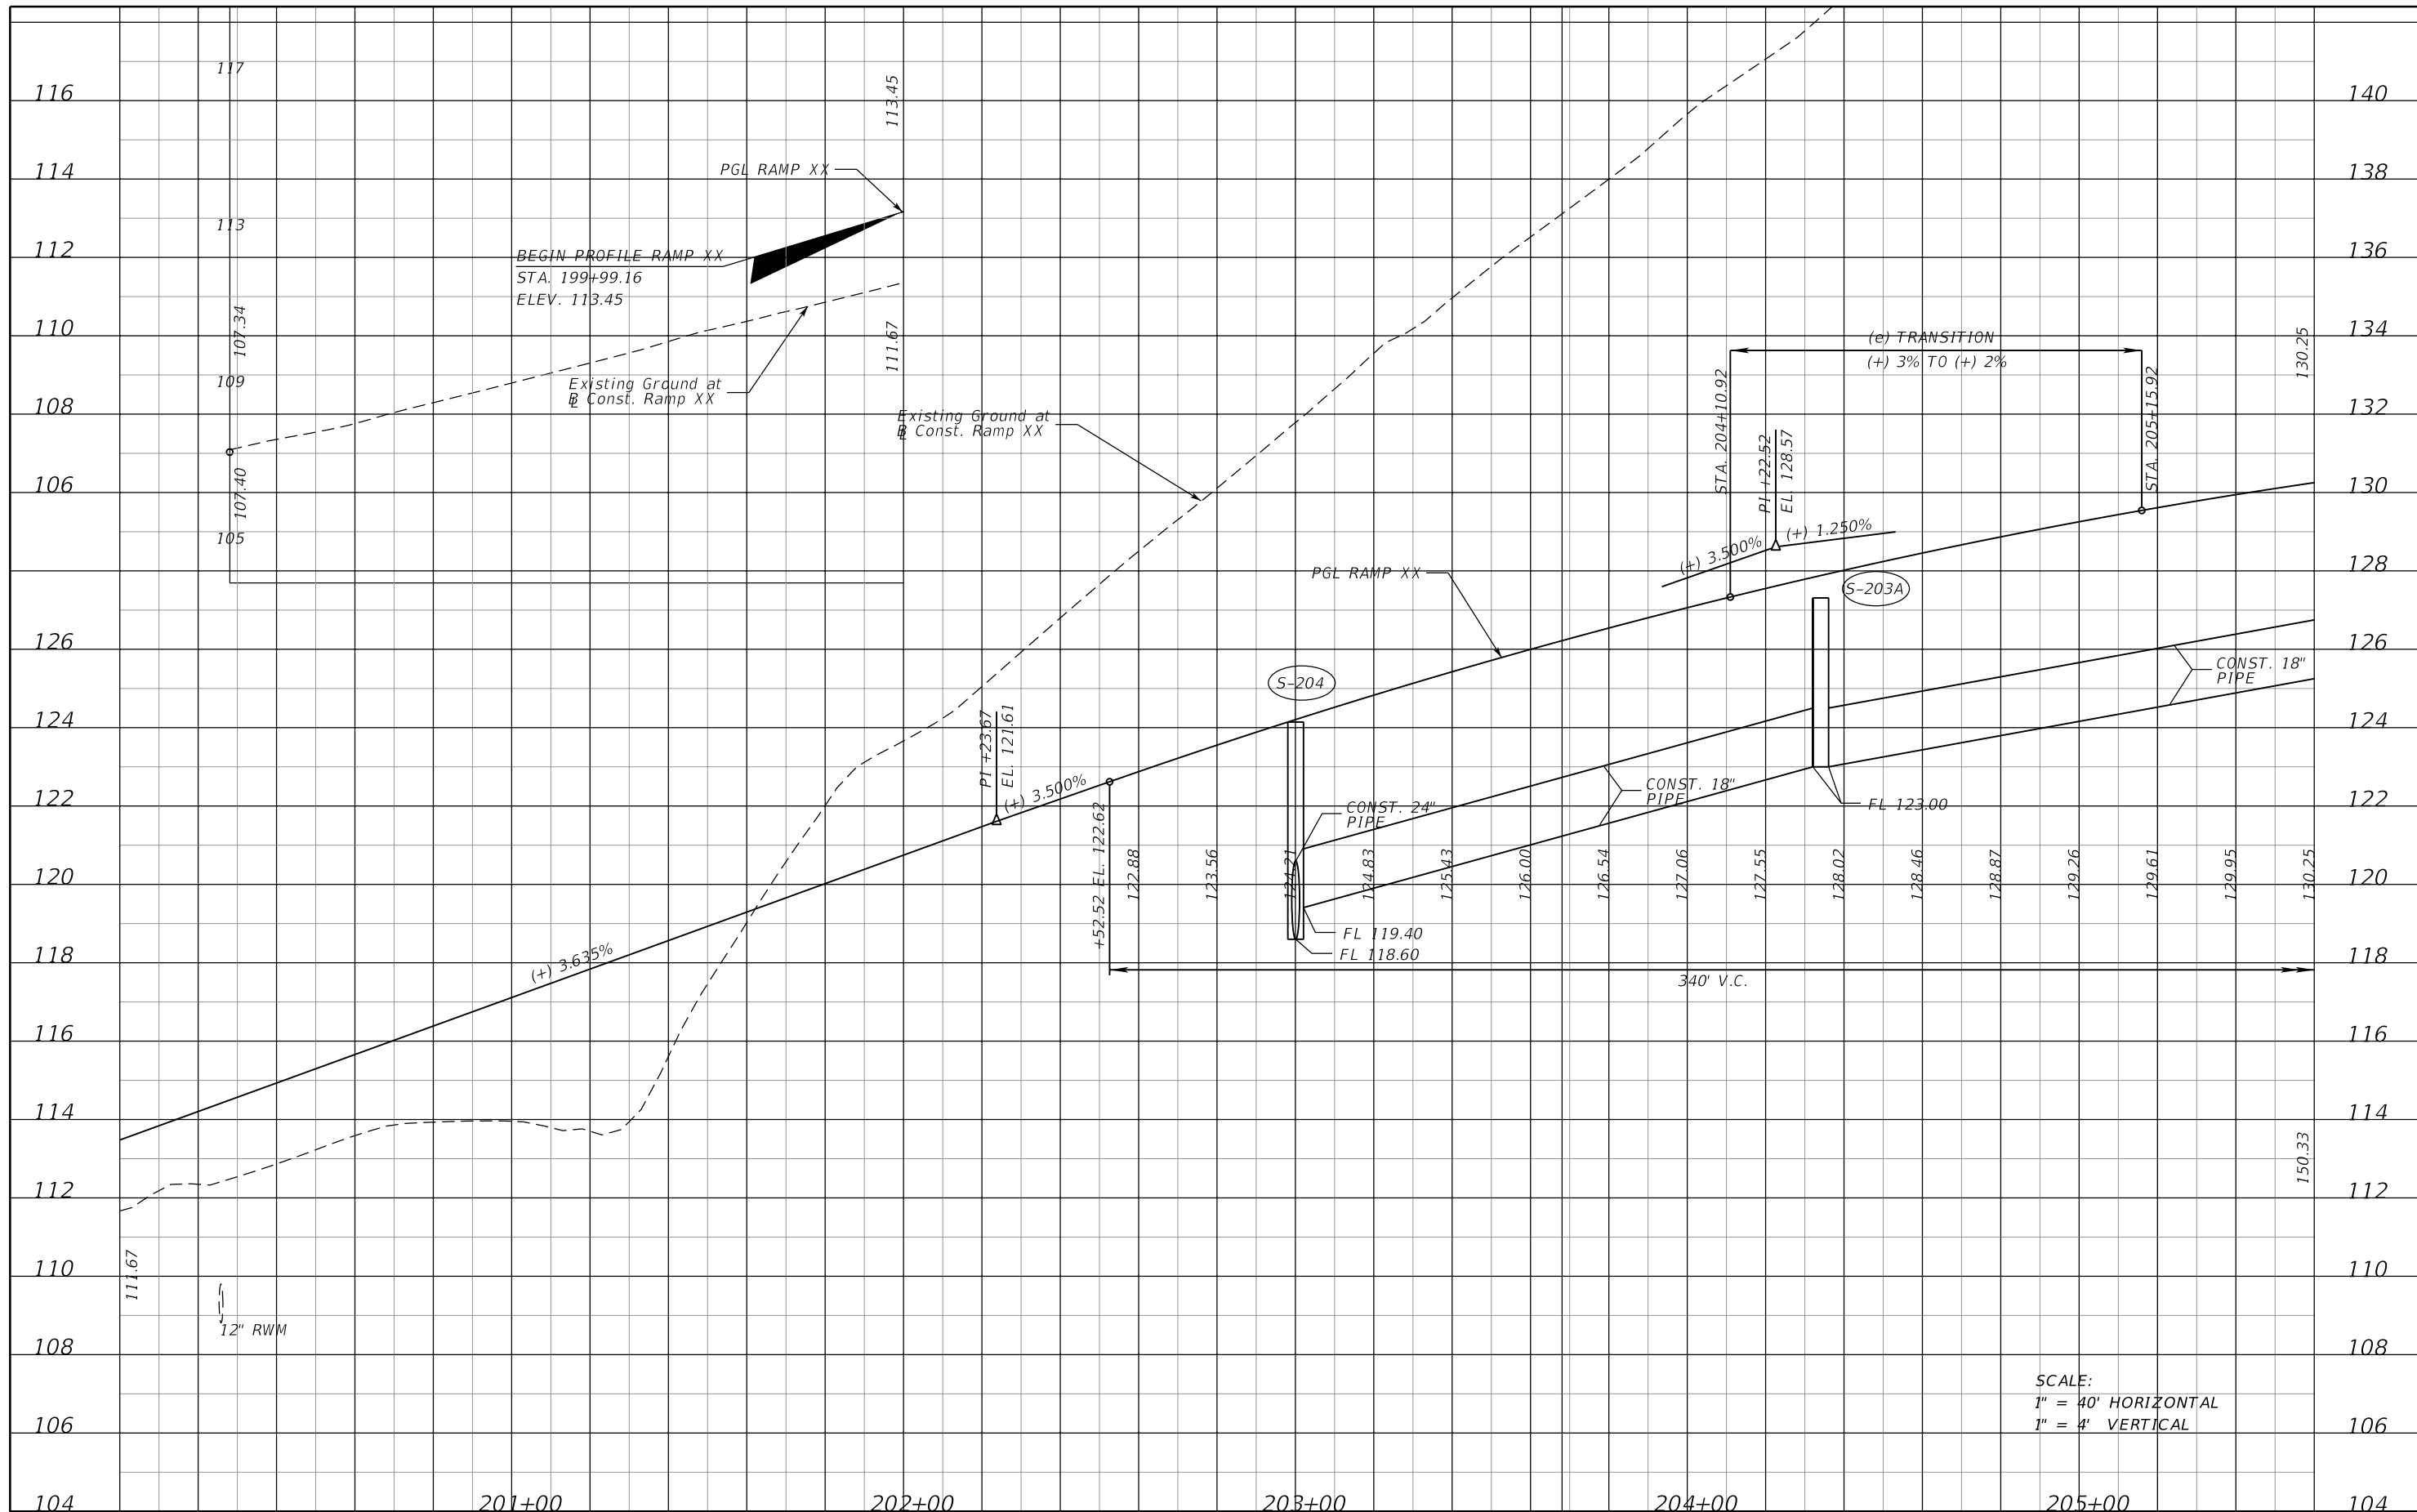 117
116
113.45
140
PGL RAMP XX
114
138
113
112
BEGIN PROFILE RAMP XX
STA. 199+99.16
ELEV. 113.45
136
110
107.34
111.67
(e) TRANSITION
(+) 3% TO (+) 2%
130.25
134
109
Existing Ground at
B Const. Ramp XX
STA. 204+10.92
STA. 205+15.92
108
Existing Ground at
B Const. Ramp XX
132
107.40
PI +22.52
EL. 128.57
106
130
105
(+) 3.500%
(+) 1.250%
PGL RAMP XX
128
S-203A
126
126
CONST. 18"
PIPE
S-204
124
PI +23.67
EL. 121.61
124
(+) 3.500%
CONST. 18"
PIPE
122
CONST. 24"
PIPE
FL 123.00
122
+52.52 EL. 122.62
122.88
123.56
124.21
124.83
125.43
126.00
126.54
127.06
127.55
128.02
128.46
128.87
129.26
129.61
129.95
130.25
120
120
FL 119.40
FL 118.60
118
(+) 3.635%
118
340' V.C.
116
116
114
114
150.33
112
112
111.67
110
110
12" RWM
108
108
SCALE:
1" = 40' HORIZONTAL
1" = 4' VERTICAL
106
106
104
201+00
202+00
203+00
204+00
205+00
104